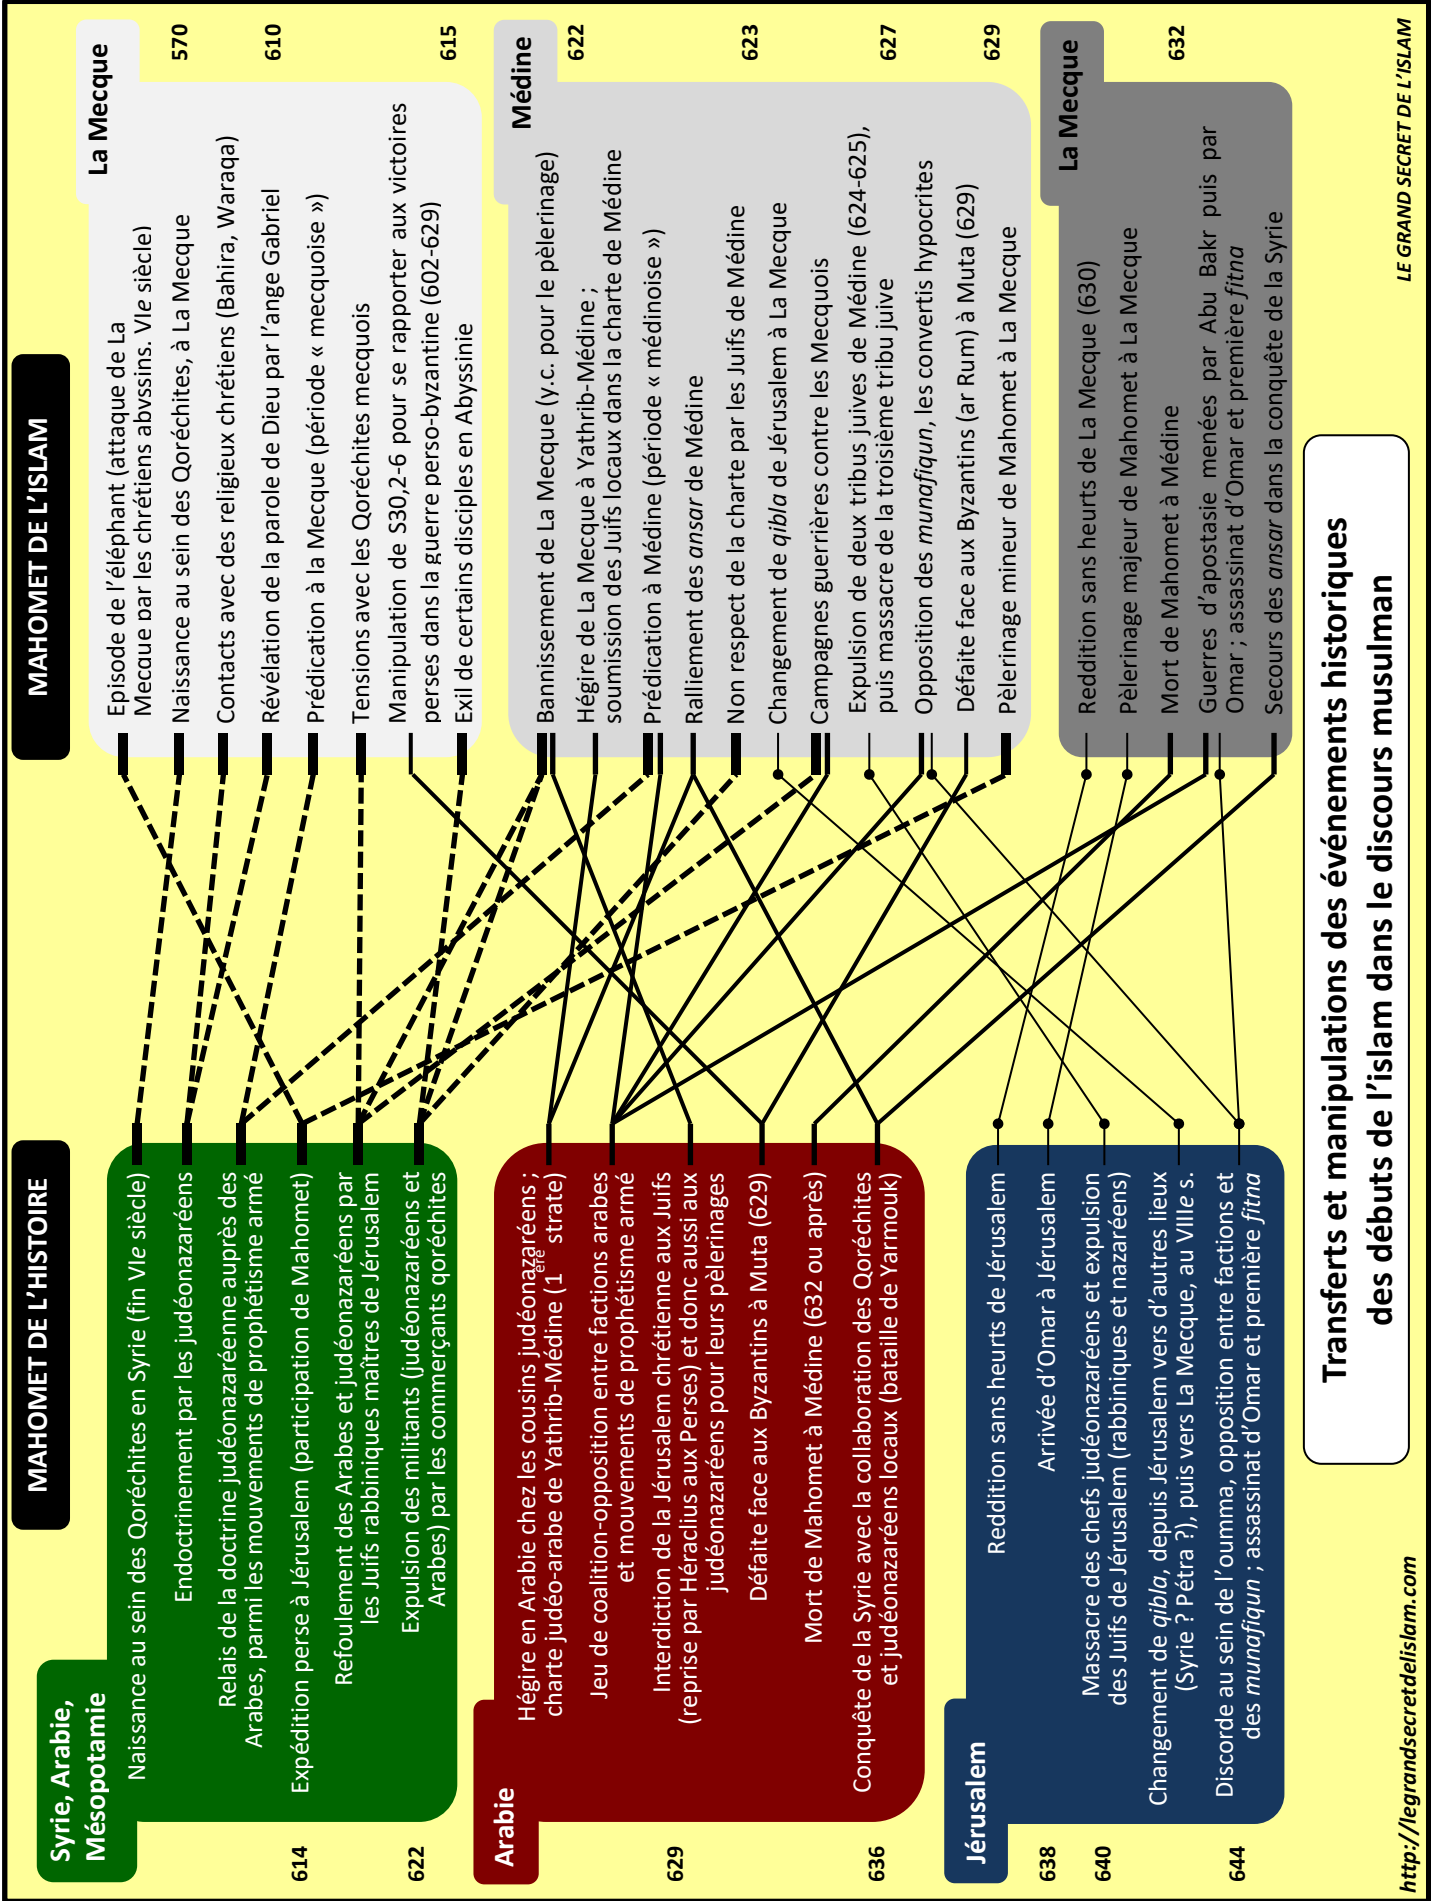 MAHOMET DE L'HISTOIRE
MAHOMET DE L'ISLAM
Syrie, Arabie,
Mésopotamie
Naissance au sein des Qoréchites en Syrie (fin VIe siècle)
Endoctrinement par les judéonazaréens
Relais de la doctrine judéonazaréenne auprès des
Arabes, parmi les mouvements de prophétisme armé
614
Expédition perse à Jérusalem (participation de Mahomet)
Refoulement des Arabes et judéonazaréens par
les Juifs rabbiniques maîtres de Jérusalem
622
Expulsion des militants (judéonazaréens et
Arabes) par les commerçants qoréchites)
Arabie
Hégire en Arabie chez les cousins judéonazaréens ;
charte judéo-arabe de Yathrib-Médine (1ère strate)
Jeu de coalition-opposition entre factions arabes
et mouvements de prophétisme armé
629
Interdiction de la Jérusalem chrétienne aux Juifs
(reprise par Héraclius aux Perses) et donc aussi aux
judéonazaréens pour leurs pèlerinages
Défaite face aux Byzantins à Muta (629)
Mort de Mahomet à Médine (632 ou après)
636
Conquête de la Syrie avec la collaboration des Qoréchites
et judéonazaréens locaux (bataille de Yarmouk)
Jérusalem
Reddition sans heurts de Jérusalem
638
Arrivée d'Omar à Jérusalem
640
Massacre des chefs judéonazaréens et expulsion
des Juifs de Jérusalem (rabbiniques et nazaréens)
Changement de qibla, depuis Jérusalem vers d'autres lieux
(Syrie ? Pétra ?), puis vers La Mecque, au VIIIe s.
644
Discorde au sein de l'oumma, opposition entre factions et
des munafiqun ; assassinat d'Omar et première fitna
La Mecque
Episode de l'éléphant (attaque de La
Mecque par les chrétiens abyssins. VIe siècle)
570
Naissance au sein des Qoréchites, à La Mecque
Contacts avec des religieux chrétiens (Bahira, Waraqa)
610
Révélation de la parole de Dieu par l'ange Gabriel
Prédication à la Mecque (période « mecquoise »)
Tensions avec les Qoréchites mecquois
Manipulation de S30,2-6 pour se rapporter aux victoires
perses dans la guerre perso-byzantine (602-629)
615
Exil de certains disciples en Abyssinie
Médine
Bannissement de La Mecque (y.c. pour le pèlerinage)
622
Hégire de La Mecque à Yathrib-Médine ;
soumission des Juifs locaux dans la charte de Médine
Prédication à Médine (période « médinoise »)
Ralliement des ansar de Médine
623
Non respect de la charte par les Juifs de Médine
Changement de qibla de Jérusalem à La Mecque
Campagnes guerrières contre les Mecquois
627
Expulsion de deux tribus juives de Médine (624-625),
puis massacre de la troisième tribu juive
Opposition des munafiqun, les convertis hypocrites
Défaite face aux Byzantins (ar Rum) à Muta (629)
629
Pèlerinage mineur de Mahomet à La Mecque
La Mecque
Reddition sans heurts de La Mecque (630)
Pèlerinage majeur de Mahomet à La Mecque
632
Mort de Mahomet à Médine
Guerres d'apostasie menées par Abu Bakr puis par
Omar ; assassinat d'Omar et première fitna
Secours des ansar dans la conquête de la Syrie
Transferts et manipulations des événements historiques
des débuts de l'islam dans le discours musulman
http://legrandsecretdelislam.com
LE GRAND SECRET DE L'ISLAM